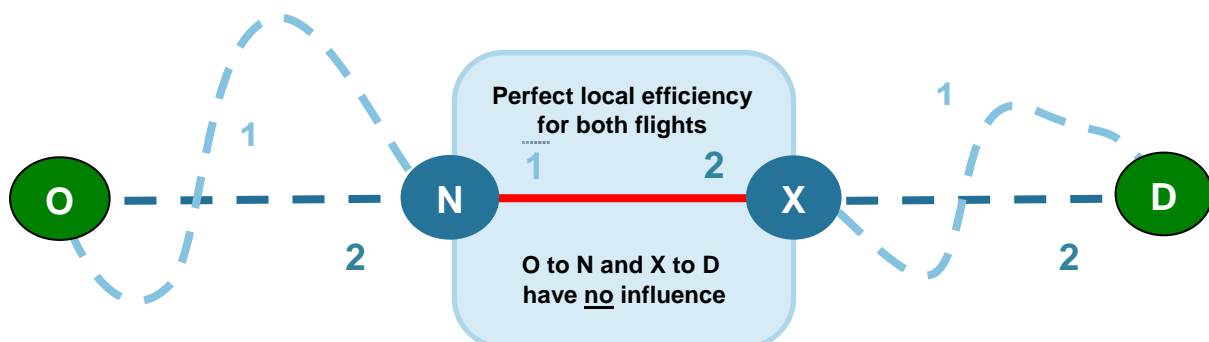 Perfect local efficiency
for both flights
1
1
1
2
O
N
X
D
2
2
O to N and X to D
have no influence